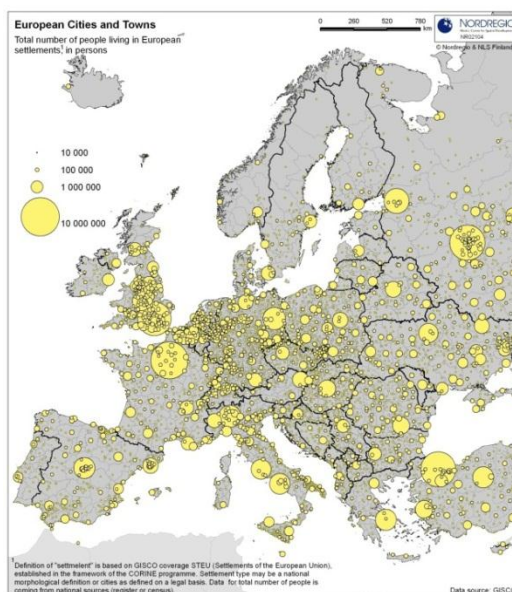 European Cities and Towns
Total number of people living in European
settlements¹ in persons
0 260 520 780
km
NORDREGIO
NR02104
© Nordregio & NLS Finland
10 000
100 000
1 000 000
10 000 000
1
Definition of "settmelent" is based on GISCO coverage STEU (Settlements of the European Union),
established in the framework of the CORINE programme. Settlement type may be a national
morphological definition or cities as defined on a legal basis. Data for total number of people is
coming from national sources (register or census).
Data source: GISCO